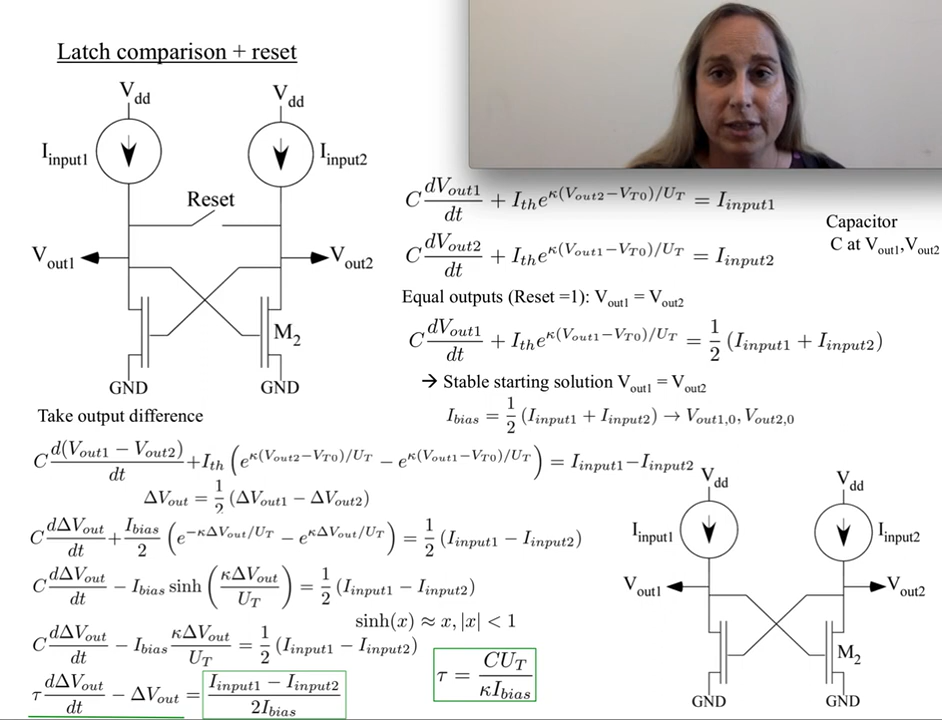 Latch comparison + reset
V_dd V_dd
I_input1 I_input2
Reset
V_out1 V_out2
M_2
GND GND
C dV_out1/dt + I_th e^{κ(V_out2−V_T0)/U_T} = I_input1
C dV_out2/dt + I_th e^{κ(V_out1−V_T0)/U_T} = I_input2
Capacitor
C at V_out1,V_out2
Equal outputs (Reset =1): V_out1 = V_out2
C dV_out1/dt + I_th e^{κ(V_out1−V_T0)/U_T} = 1/2 (I_input1 + I_input2)
→ Stable starting solution V_out1 = V_out2
I_bias = 1/2 (I_input1 + I_input2) → V_out1,0, V_out2,0
Take output difference
C d(V_out1 − V_out2)/dt + I_th (e^{κ(V_out2−V_T0)/U_T} − e^{κ(V_out1−V_T0)/U_T}) = I_input1−I_input2
ΔV_out = 1/2 (ΔV_out1 − ΔV_out2)
C dΔV_out/dt + I_bias/2 (e^{−κΔV_out/U_T} − e^{κΔV_out/U_T}) = 1/2 (I_input1 − I_input2)
C dΔV_out/dt − I_bias sinh (κΔV_out/U_T) = 1/2 (I_input1 − I_input2)
sinh(x) ≈ x, |x| < 1
C dΔV_out/dt − I_bias κΔV_out/U_T = 1/2 (I_input1 − I_input2)
τ dΔV_out/dt − ΔV_out = (I_input1 − I_input2)/2I_bias
τ = CU_T/κI_bias
V_dd V_dd
I_input1 I_input2
V_out1 V_out2
M_2
GND GND